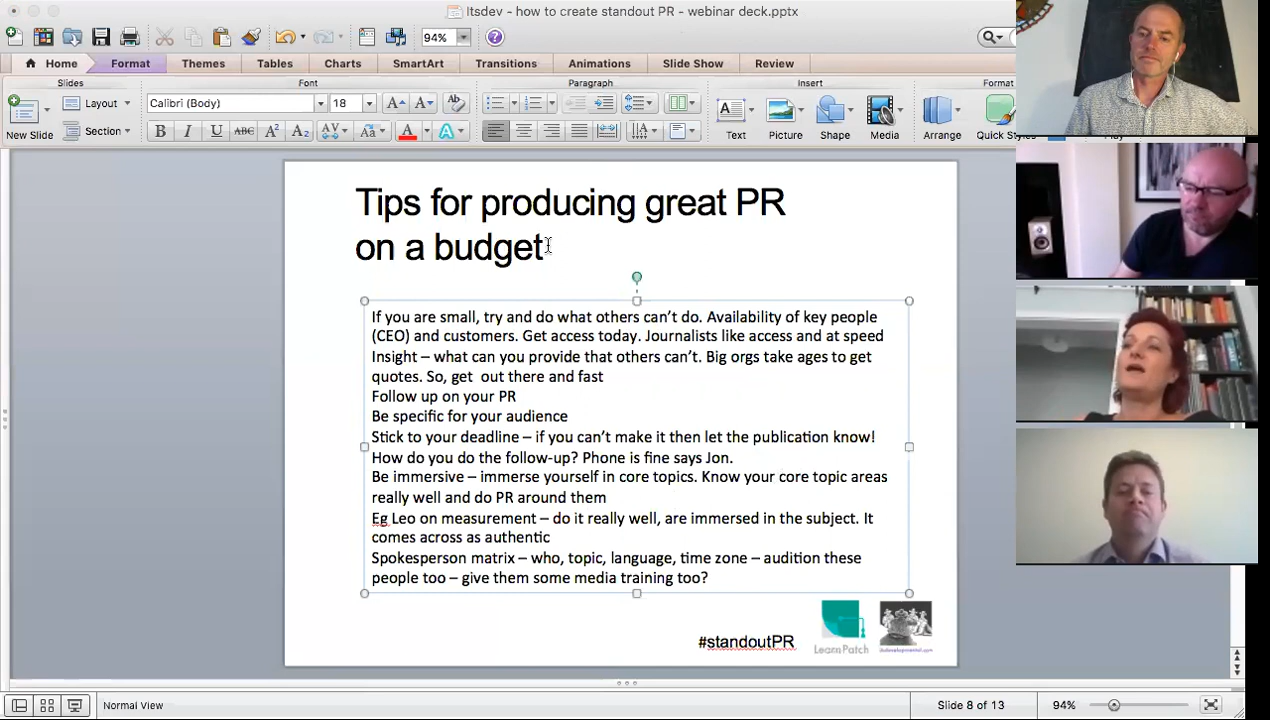 ltsdev - how to create standout PR - webinar deck.pptx
94%
Home Format Themes Tables Charts SmartArt Transitions Animations Slide Show Review
Slides Font Paragraph Insert Format
New Slide
Layout
Section
Calibri (Body) 18
Text Picture Shape Media Arrange Quick Styles
Tips for producing great PR
on a budget
If you are small, try and do what others can’t do. Availability of key people
(CEO) and customers. Get access today. Journalists like access and at speed
Insight – what can you provide that others can’t. Big orgs take ages to get
quotes. So, get out there and fast
Follow up on your PR
Be specific for your audience
Stick to your deadline – if you can’t make it then let the publication know!
How do you do the follow-up? Phone is fine says Jon.
Be immersive – immerse yourself in core topics. Know your core topic areas
really well and do PR around them
Eg Leo on measurement – do it really well, are immersed in the subject. It
comes across as authentic
Spokesperson matrix – who, topic, language, time zone – audition these
people too – give them some media training too?
#standoutPR
LearnPatch
Normal View
Slide 8 of 13
94%